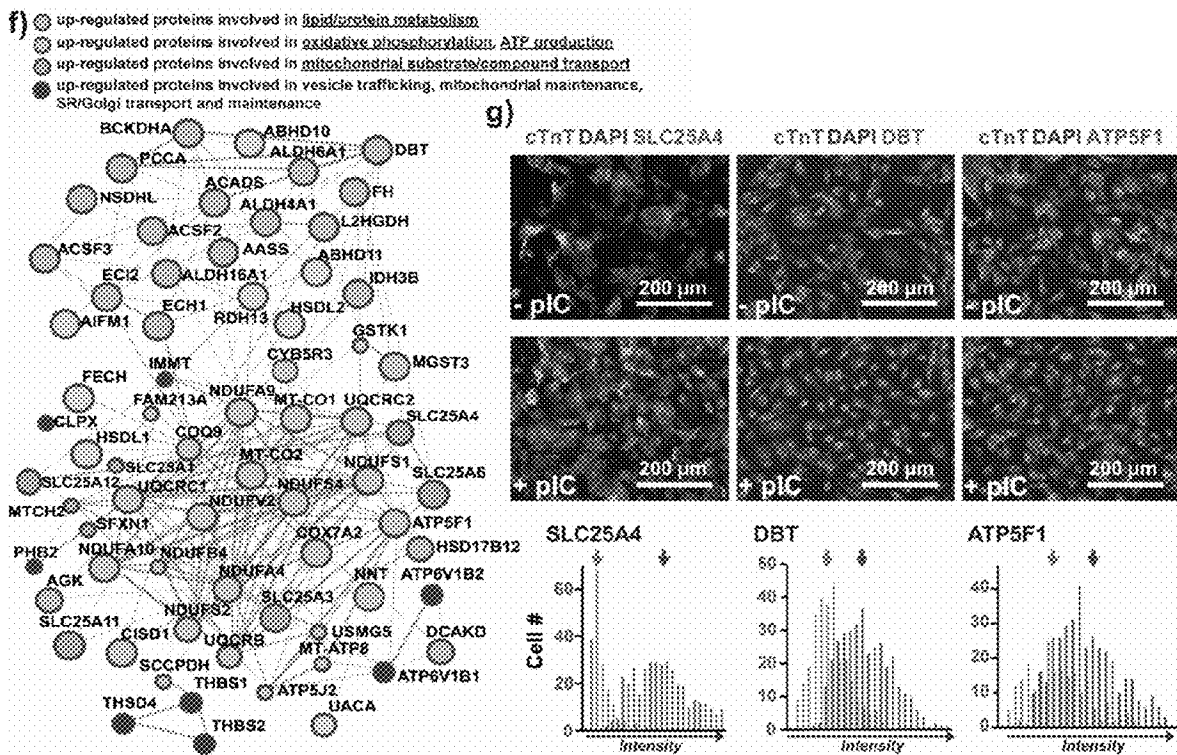 f)
up-regulated proteins involved in lipid/protein metabolism
up-regulated proteins involved in oxidative phosphorylation, ATP production
up-regulated proteins involved in mitochondrial substrate/compound transport
up-regulated proteins involved in vesicle trafficking, mitochondrial maintenance,
SR/Golgi transport and maintenance
BCKDHA
ABHD10
PCCA
ALDH6A1
DBT
NSDHL
ACADS
FH
ALDH4A1
L2HGDH
ACSF3
ACSF2
AASS
ABHD11
ECI2
ALDH16A1
IDH3B
ECH1
RDH13
HSDL2
AIFM1
GSTK1
IMMT
CYB5R3
MGST3
FECH
NDUFA9
MT-CO1
UQCRC2
FAM213A
CLPX
COQ9
SLC25A4
HSDL1
MT-CO2
NDUFS1
SLC25A1
SLC25A12
UQCRC1
NDUFV2
NDUFS4
SLC25A6
MTCH2
SFXN1
ATP5F1
PHB2
NDUFA10
NDUFB4
COX7A2
HSD17B12
AGK
NDUFA4
NNT
ATP6V1B2
NDUFS2
SLC25A3
SLC25A11
CISD1
UQCRB
USMG5
DCAKD
MT-ATP8
SCCPDH
ATP6V1B1
THBS1
ATP5J2
THSD4
UACA
THBS2
g)
cTnT DAPI SLC25A4
cTnT DAPI DBT
cTnT DAPI ATP5F1
200 µm
200 µm
200 µm
- pIC
- pIC
- pIC
200 µm
200 µm
200 µm
+ pIC
+ pIC
+ pIC
SLC25A4
DBT
ATP5F1
Cell #
60
40
20
0
50
40
30
20
10
0
40
30
20
10
0
Intensity
Intensity
Intensity